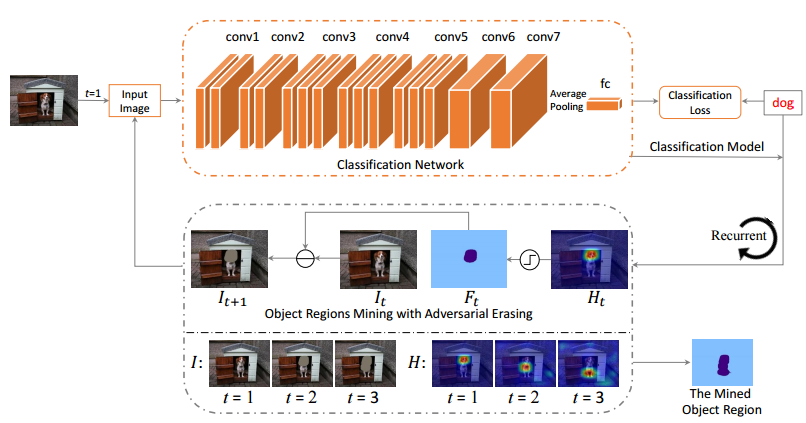 conv1 conv2 conv3 conv4 conv5 conv6 conv7
t=1
Input
Image
Average
Pooling
fc
Classification
Loss
dog
Classification Network
Classification Model
Recurrent
I_{t+1}
I_t
F_t
H_t
Object Regions Mining with Adversarial Erasing
I:
H:
t = 1
t = 2
t = 3
t = 1
t = 2
t = 3
The Mined
Object Region